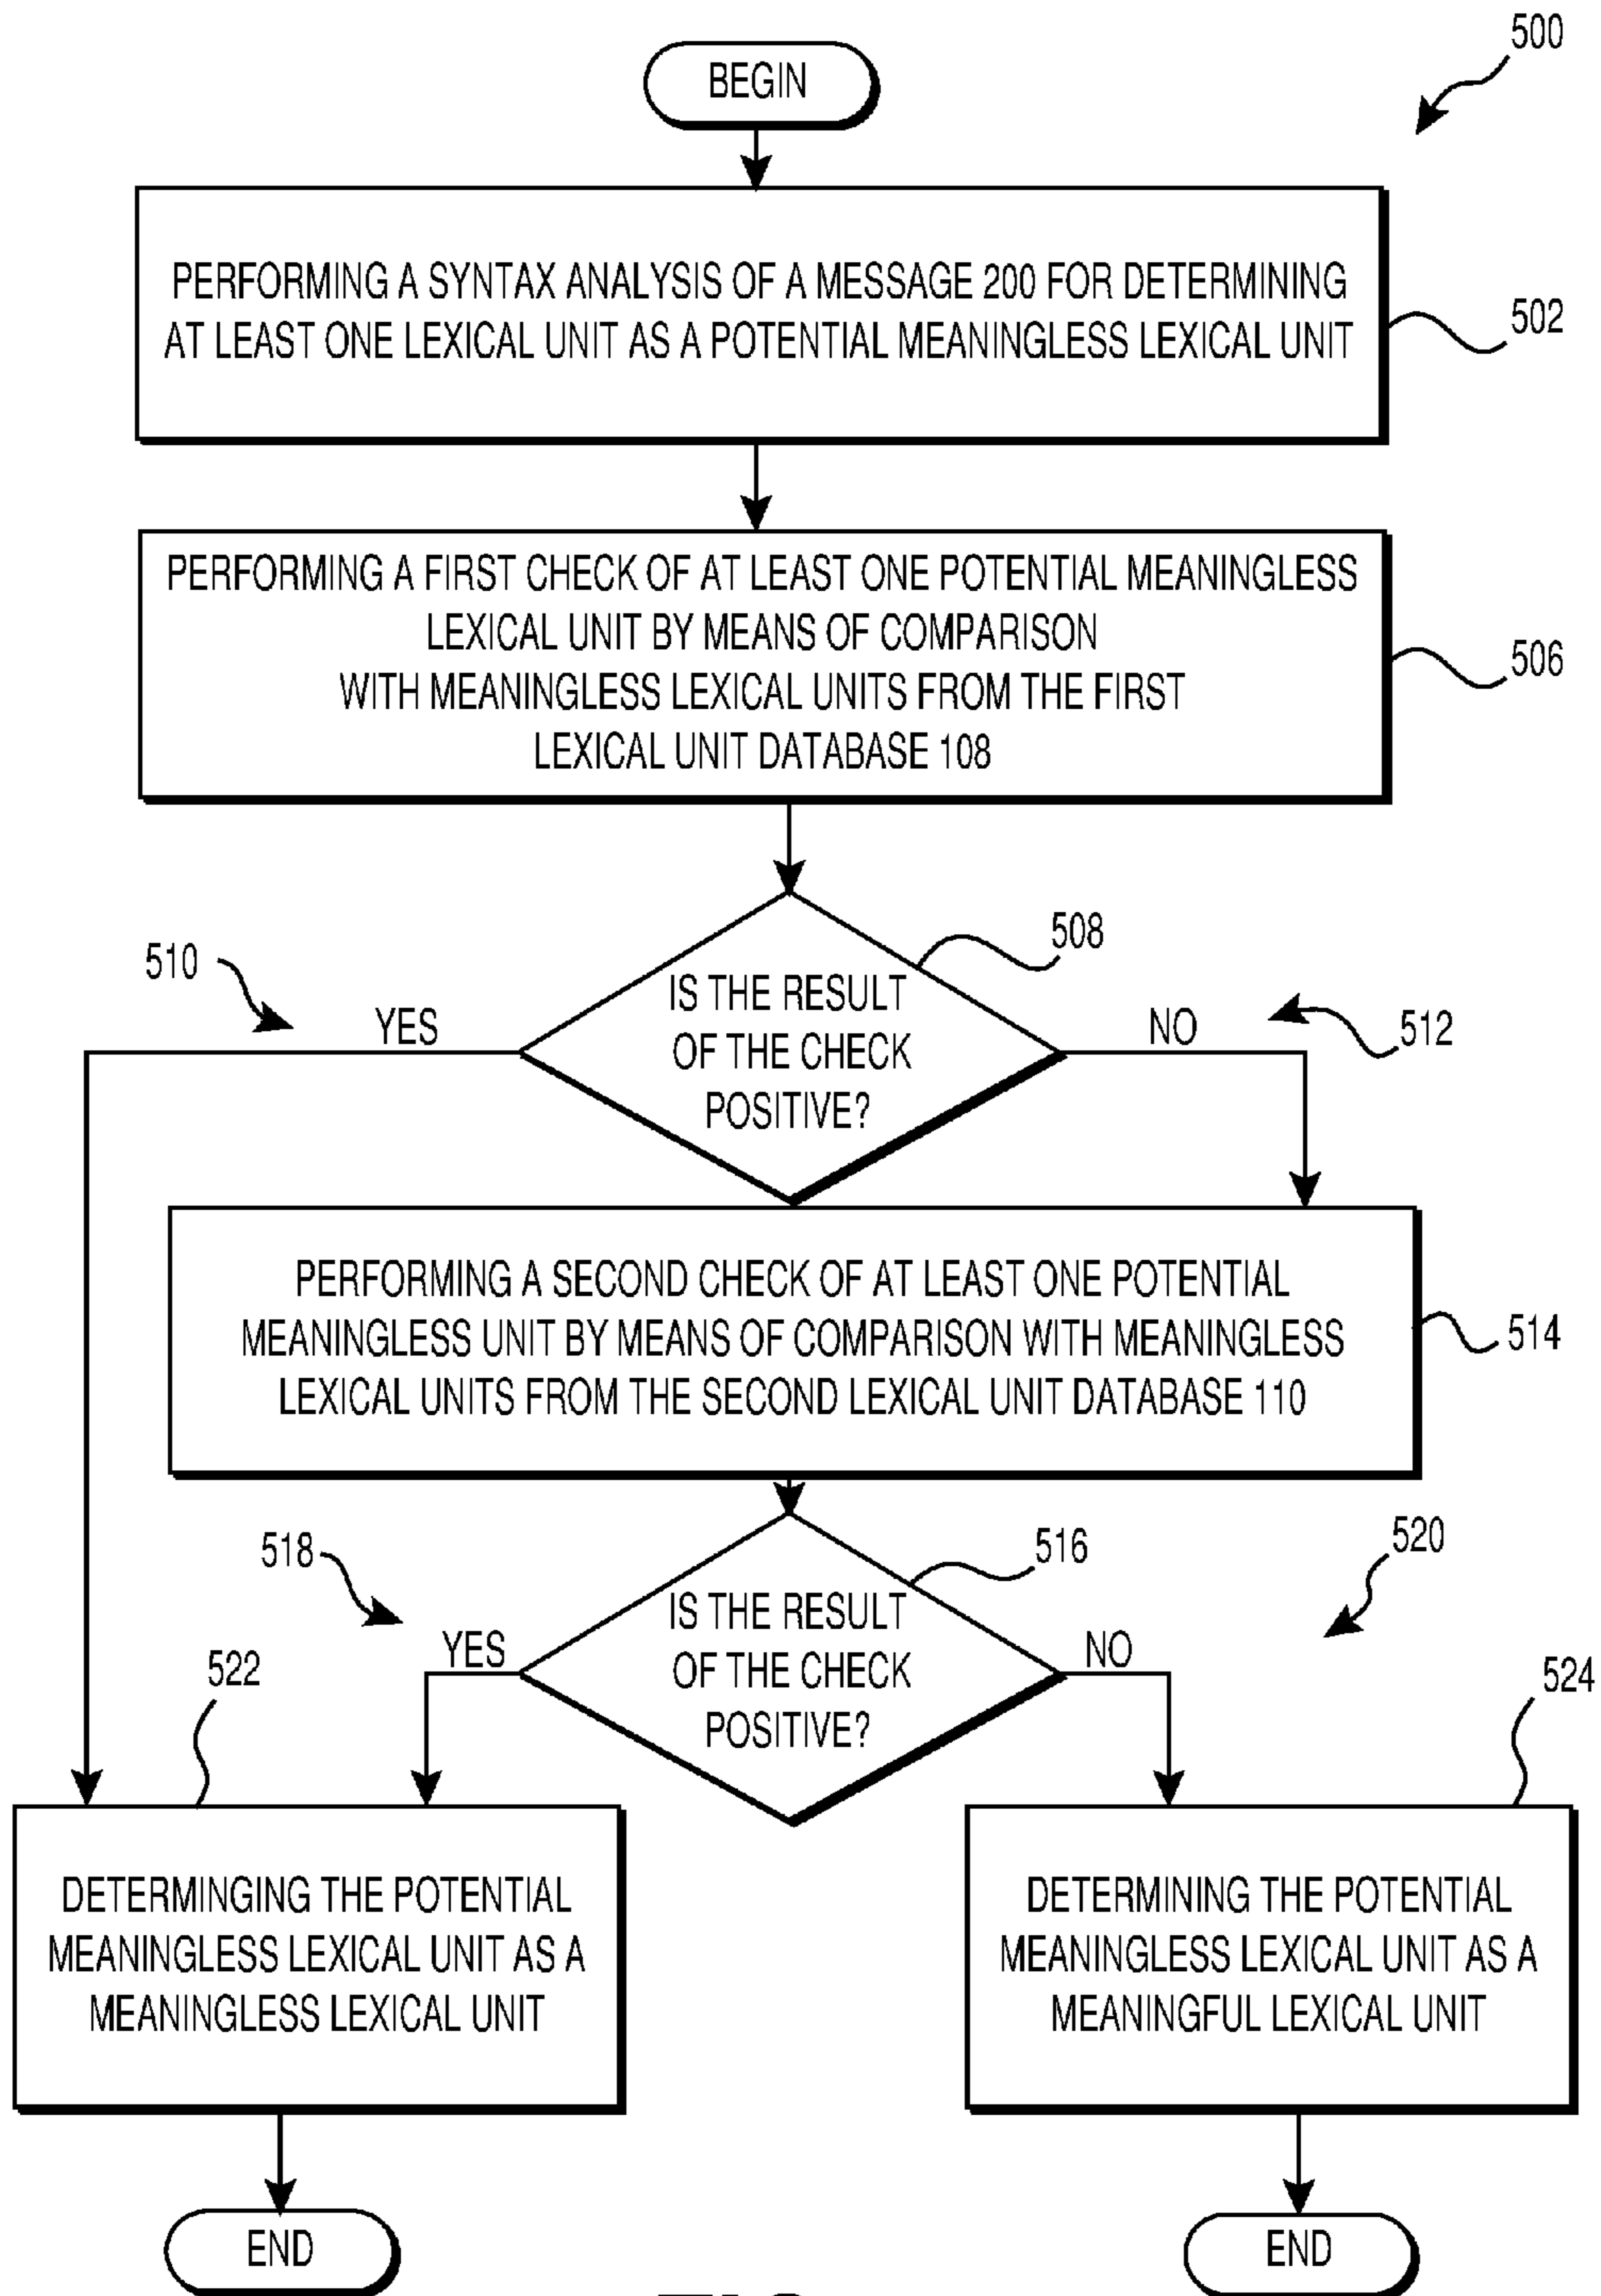 500
BEGIN
PERFORMING A SYNTAX ANALYSIS OF A MESSAGE 200 FOR DETERMINING
AT LEAST ONE LEXICAL UNIT AS A POTENTIAL MEANINGLESS LEXICAL UNIT
502
PERFORMING A FIRST CHECK OF AT LEAST ONE POTENTIAL MEANINGLESS
LEXICAL UNIT BY MEANS OF COMPARISON
WITH MEANINGLESS LEXICAL UNITS FROM THE FIRST
LEXICAL UNIT DATABASE 108
506
508
510
IS THE RESULT
OF THE CHECK
POSITIVE?
YES
NO
512
PERFORMING A SECOND CHECK OF AT LEAST ONE POTENTIAL
MEANINGLESS UNIT BY MEANS OF COMPARISON WITH MEANINGLESS
LEXICAL UNITS FROM THE SECOND LEXICAL UNIT DATABASE 110
514
518
516
520
IS THE RESULT
OF THE CHECK
POSITIVE?
YES
NO
522
524
DETERMINGING THE POTENTIAL
MEANINGLESS LEXICAL UNIT AS A
MEANINGLESS LEXICAL UNIT
DETERMINING THE POTENTIAL
MEANINGLESS LEXICAL UNIT AS A
MEANINGFUL LEXICAL UNIT
END
END